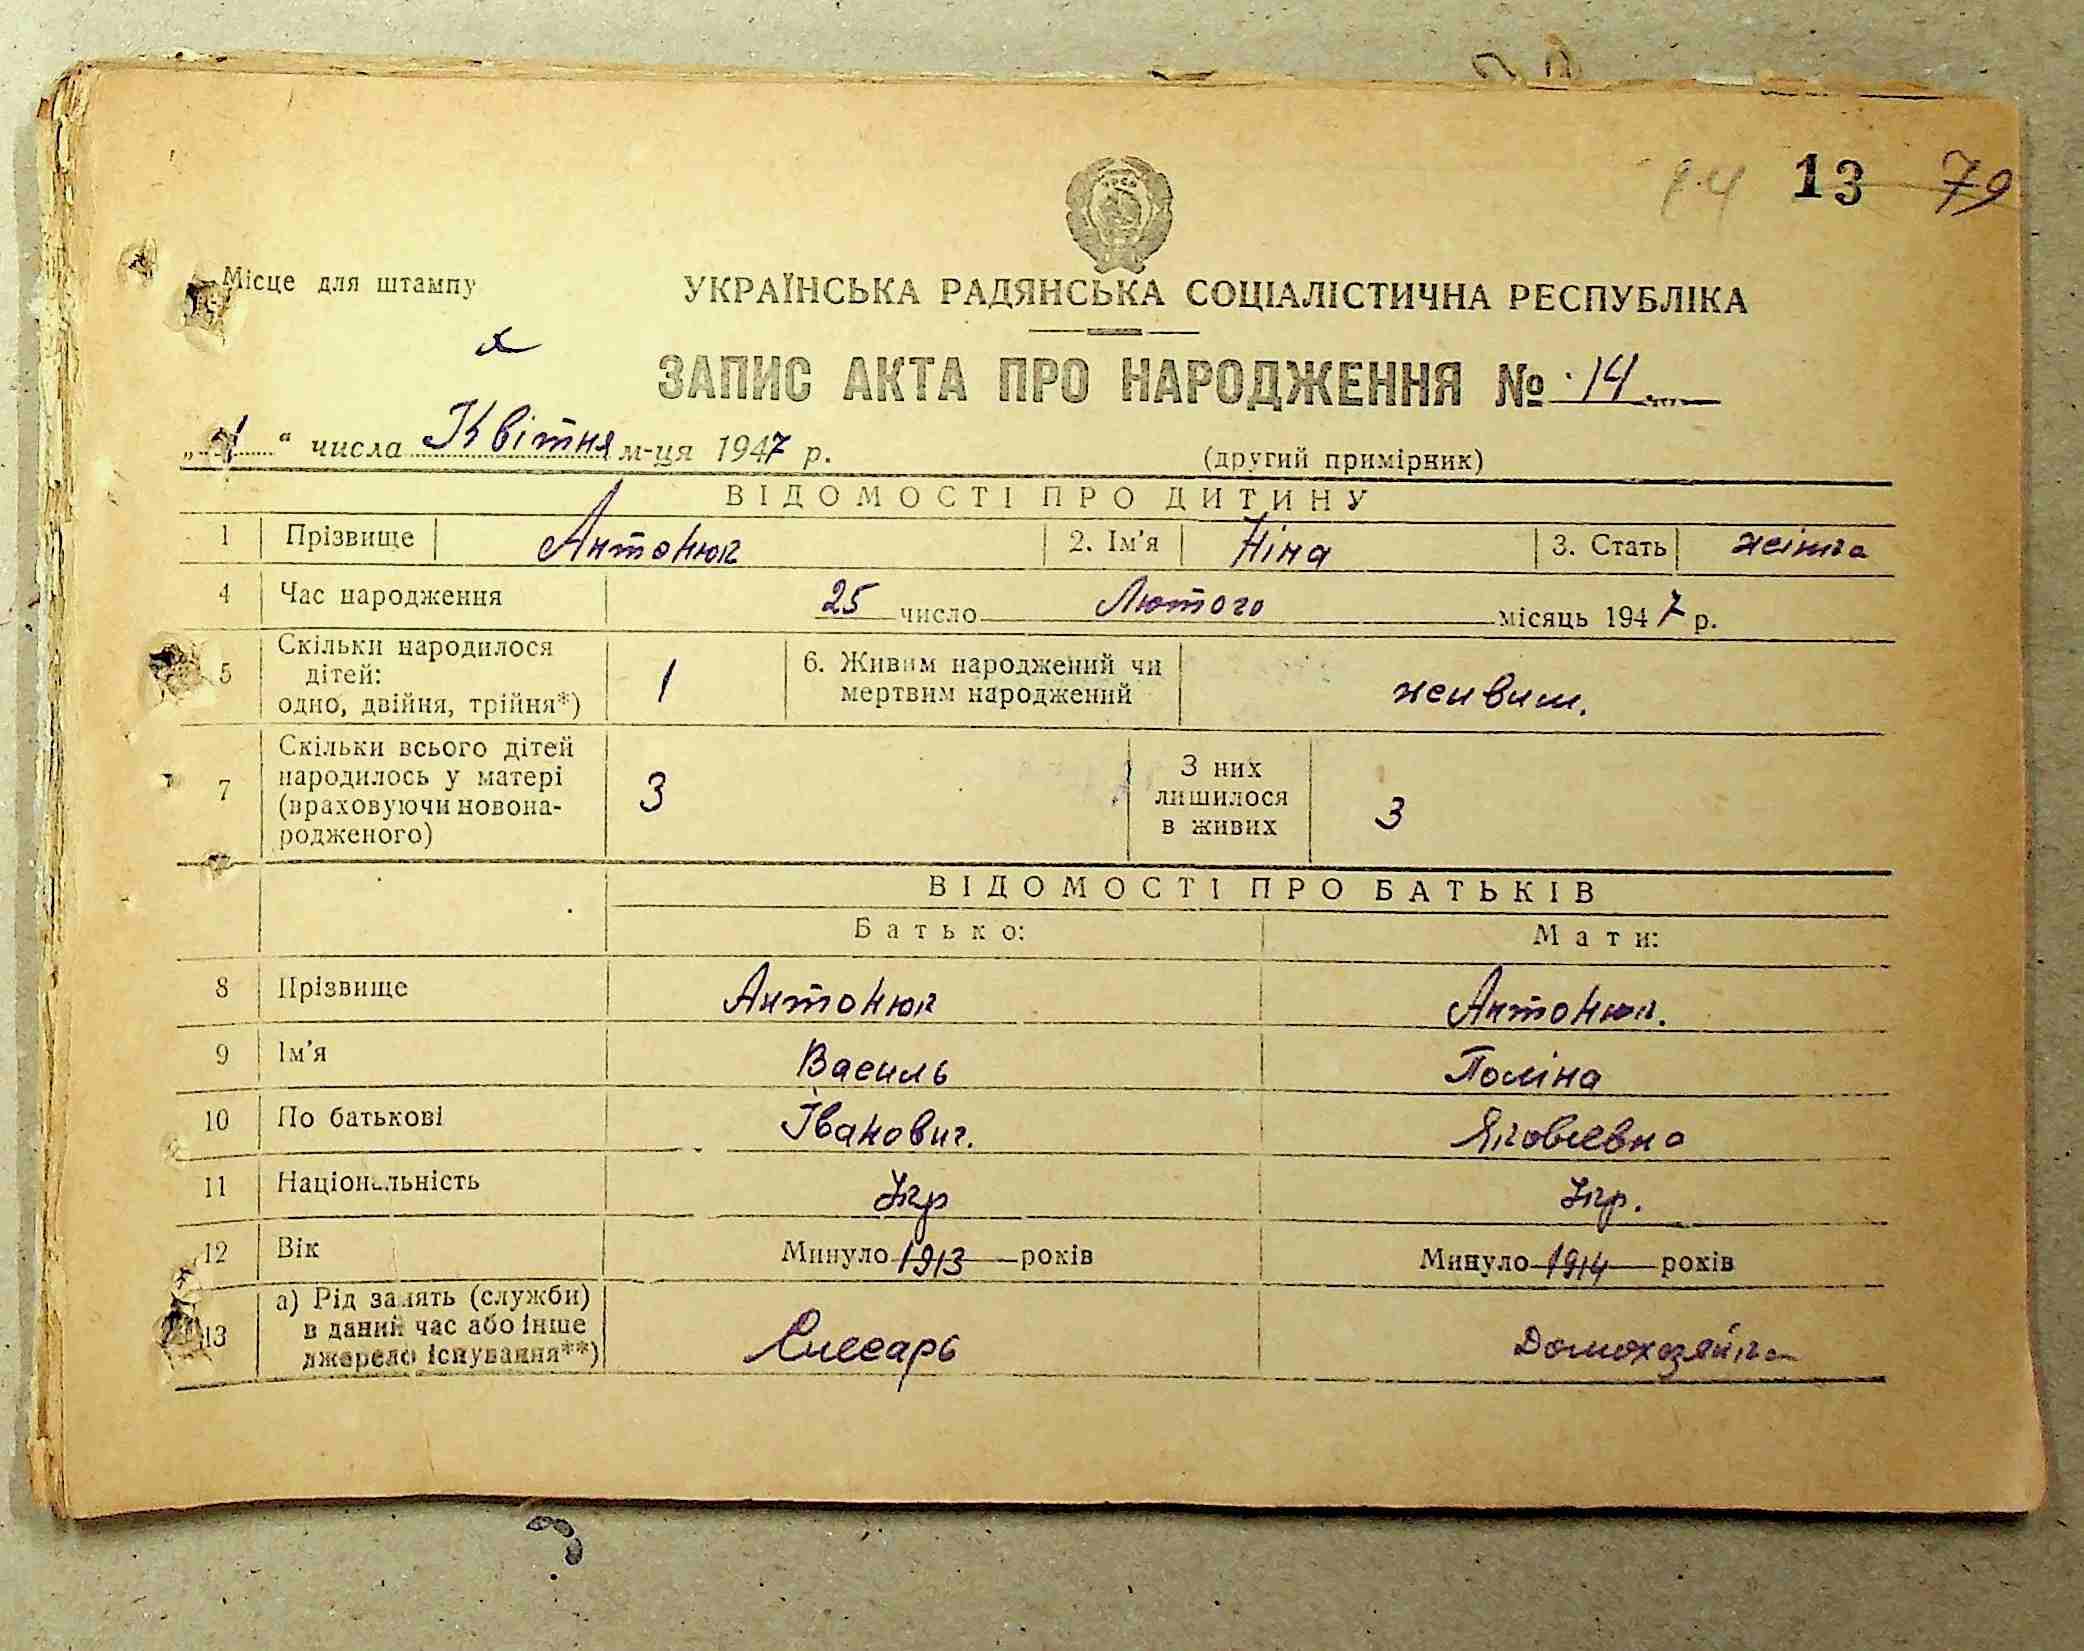 13 79
Місце для штампу
УКРАЇНСЬКА РАДЯНСЬКА СОЦІАЛІСТИЧНА РЕСПУБЛІКА
ЗАПИС АКТА ПРО НАРОДЖЕННЯ № 14
„1“ числа Квітня м-ця 1947 р.
(другий примірник)
ВІДОМОСТІ ПРО ДИТИНУ
1 Прізвище Антонюк 2. Ім'я Ніна 3. Стать жінка
4 Час народження 25 число Лютого місяць 1947 р.
5 Скільки народилося
дітей:
одно, двійня, трійня*)
1
6. Живим народжений чи
мертвим народжений
живим.
7 Скільки всього дітей
народилось у матері
(враховуючи новона-
родженого)
3
З них
лишилося
в живих
3
ВІДОМОСТІ ПРО БАТЬКІВ
Батько: Мати:
8 Прізвище Антонюк Антонюк.
9 Ім'я Василь Поліна
10 По батькові Іванович. Яковлевна
11 Національність Укр Укр.
12 Вік Минуло 1913 років Минуло 1914 років
13 а) Рід занять (служби)
в даний час або інше
джерело існування**)
Слесарь Домохозяйка